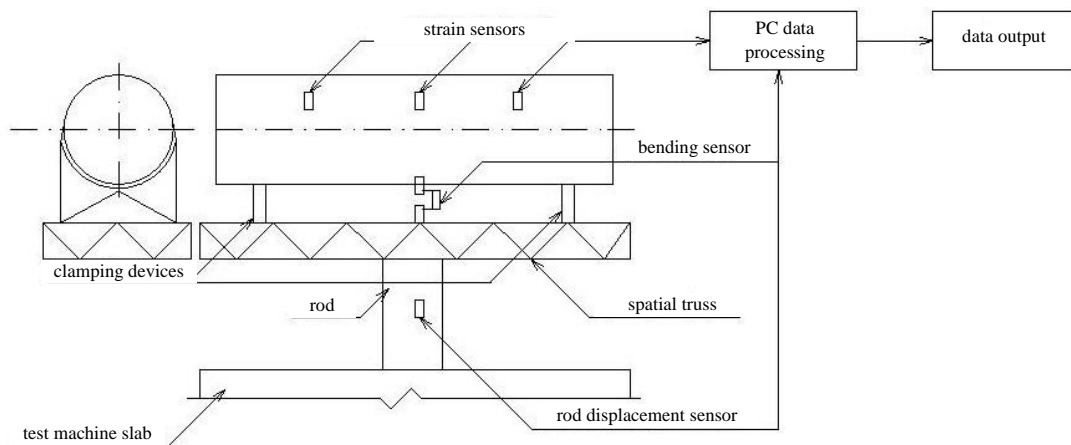 strain sensors
PC data
processing
data output
bending sensor
clamping devices
rod
spatial truss
rod displacement sensor
test machine slab